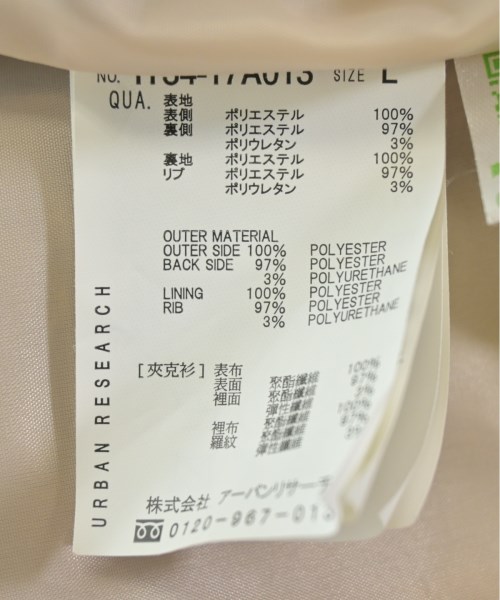 NO. 1134-17A013 SIZE L
QUA. 表地
表側 ポリエステル 100%
裏側 ポリエステル 97%
ポリウレタン 3%
裏地 ポリエステル 100%
リブ ポリエステル 97%
ポリウレタン 3%
OUTER MATERIAL
OUTER SIDE 100% POLYESTER
BACK SIDE 97% POLYESTER
3% POLYURETHANE
LINING 100% POLYESTER
RIB 97% POLYESTER
3% POLYURETHANE
[夾克衫] 表布
表面 聚酯纖維 100%
裡面 聚酯纖維 97%
彈性纖維 3%
裡布 聚酯纖維 100%
羅紋 聚酯纖維 97%
彈性纖維 3%
株式会社 アーバンリサーチ
0120-967-01
URBAN RESEARCH